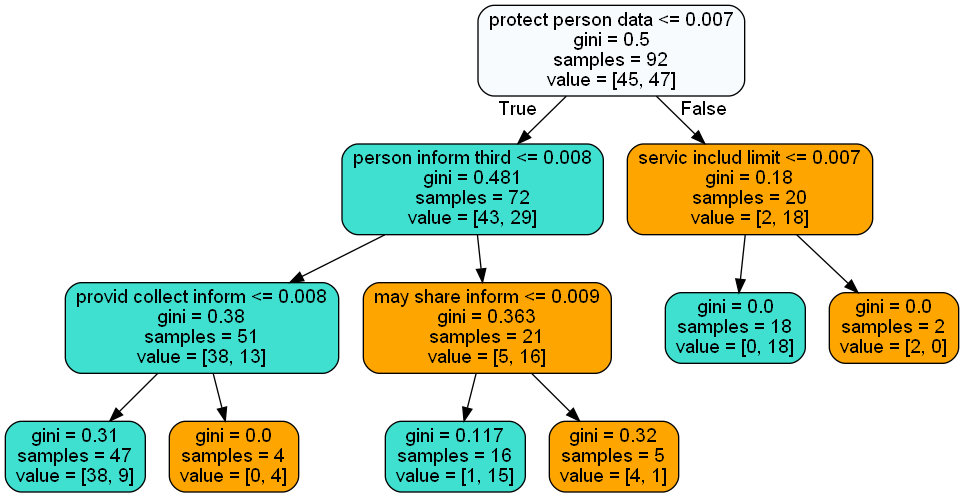 protect person data <= 0.007
gini = 0.5
samples = 92
value = [45, 47]
True
False
person inform third <= 0.008
gini = 0.481
samples = 72
value = [43, 29]
servic includ limit <= 0.007
gini = 0.18
samples = 20
value = [2, 18]
provid collect inform <= 0.008
gini = 0.38
samples = 51
value = [38, 13]
may share inform <= 0.009
gini = 0.363
samples = 21
value = [5, 16]
gini = 0.0
samples = 18
value = [0, 18]
gini = 0.0
samples = 2
value = [2, 0]
gini = 0.31
samples = 47
value = [38, 9]
gini = 0.0
samples = 4
value = [0, 4]
gini = 0.117
samples = 16
value = [1, 15]
gini = 0.32
samples = 5
value = [4, 1]